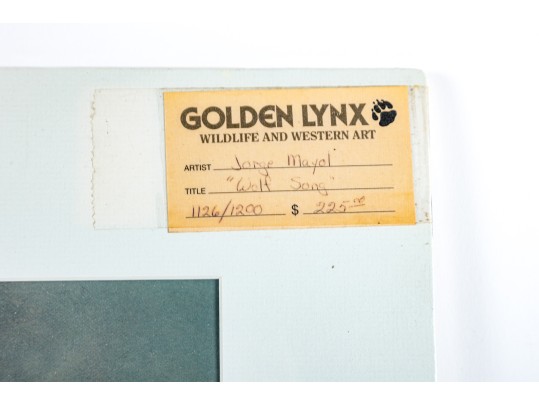 GOLDEN LYNX
WILDLIFE AND WESTERN ART
ARTIST Jorge Mayol
TITLE "Wolf Song"
1126/1200 $ 225.00